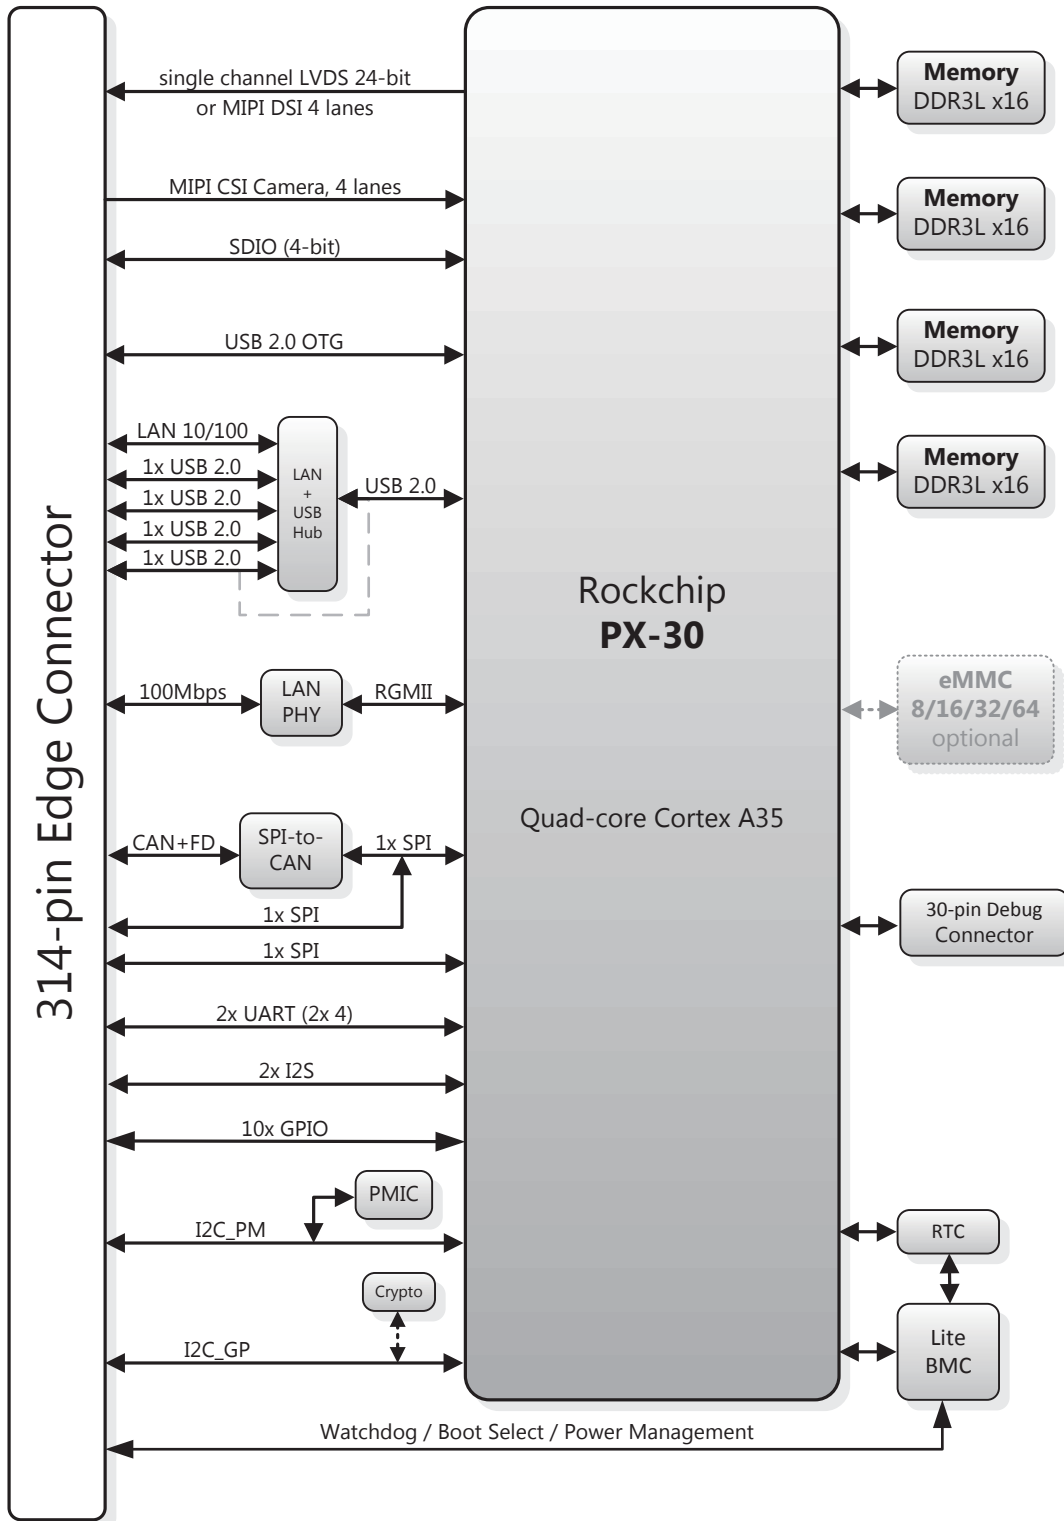 314-pin Edge Connector
single channel LVDS 24-bit
or MIPI DSI 4 lanes
MIPI CSI Camera, 4 lanes
SDIO (4-bit)
USB 2.0 OTG
LAN 10/100
1x USB 2.0
1x USB 2.0
1x USB 2.0
1x USB 2.0
LAN
+
USB
Hub
USB 2.0
100Mbps
LAN
PHY
RGMII
CAN+FD
SPI-to-
CAN
1x SPI
1x SPI
1x SPI
2x UART (2x 4)
2x I2S
10x GPIO
PMIC
I2C_PM
Crypto
I2C_GP
Watchdog / Boot Select / Power Management
Rockchip
PX-30
Quad-core Cortex A35
Memory
DDR3L x16
Memory
DDR3L x16
Memory
DDR3L x16
Memory
DDR3L x16
eMMC
8/16/32/64
optional
30-pin Debug
Connector
RTC
Lite
BMC